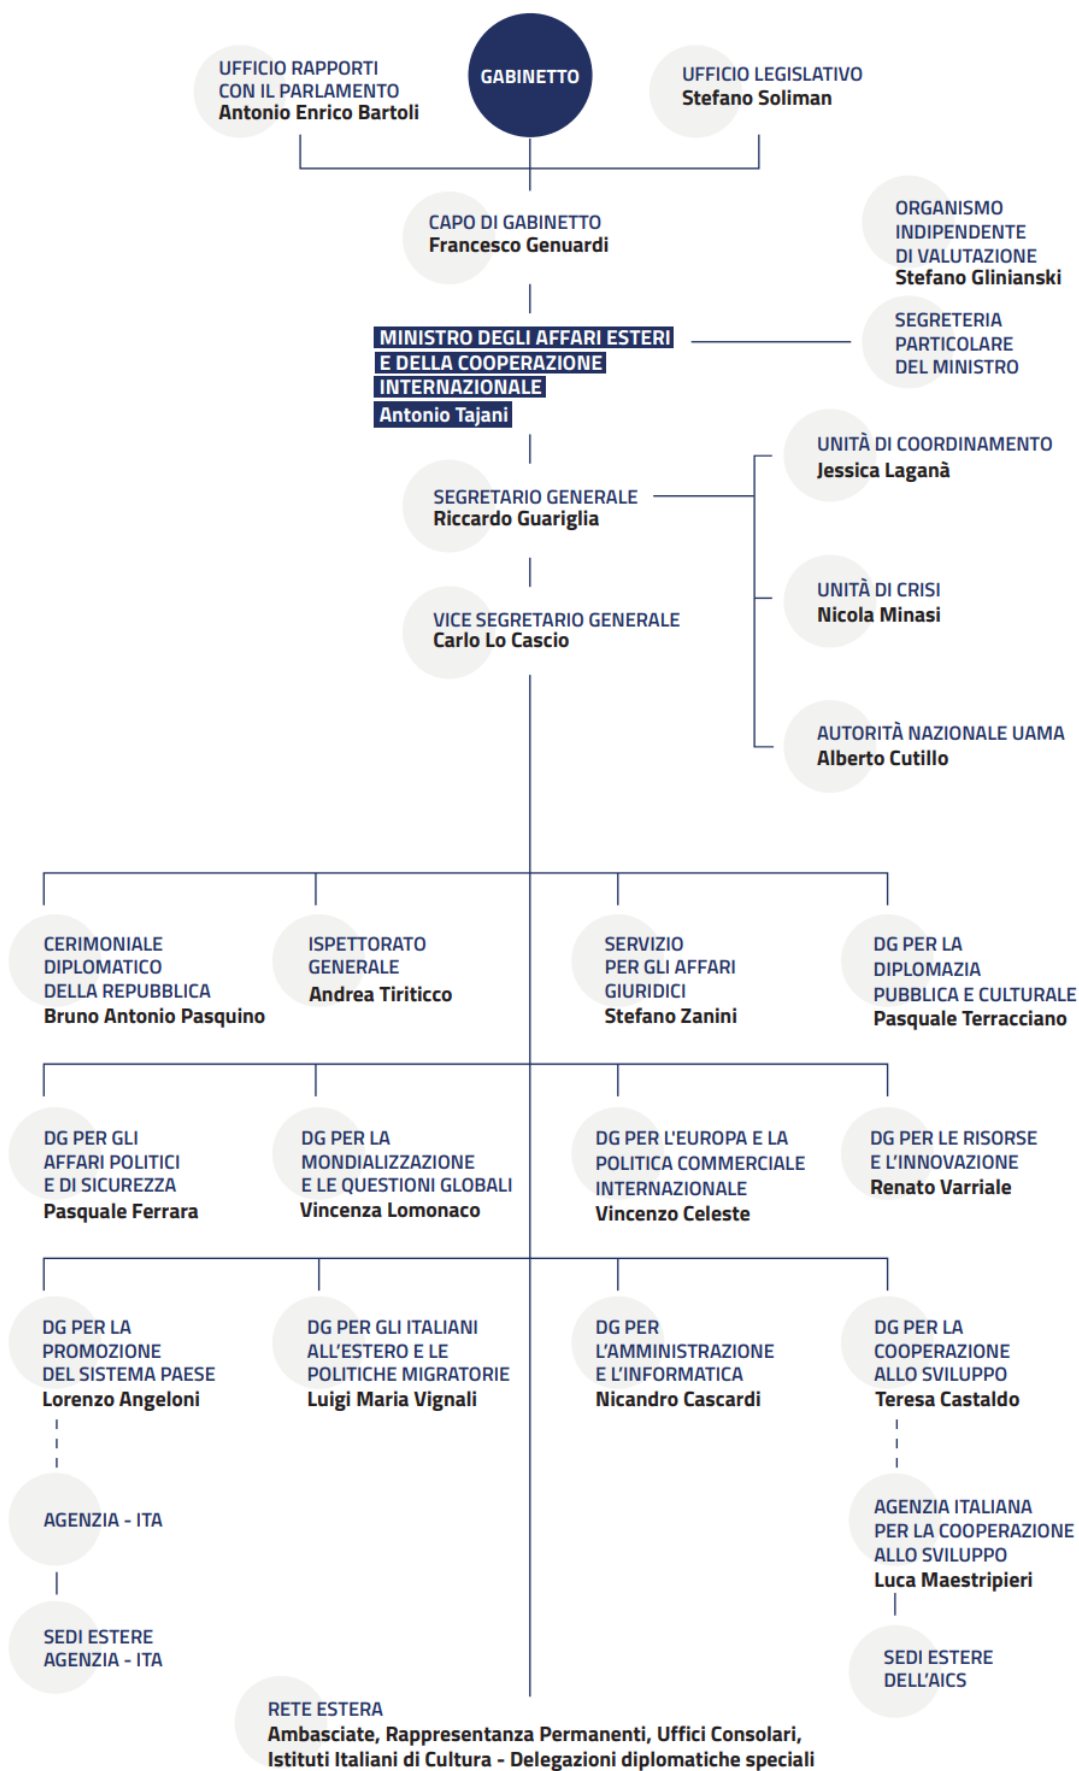 UFFICIO RAPPORTI
CON IL PARLAMENTO
Antonio Enrico Bartoli
GABINETTO
UFFICIO LEGISLATIVO
Stefano Soliman
CAPO DI GABINETTO
Francesco Genuardi
ORGANISMO
INDIPENDENTE
DI VALUTAZIONE
Stefano Glinianski
MINISTRO DEGLI AFFARI ESTERI
E DELLA COOPERAZIONE
INTERNAZIONALE
Antonio Tajani
SEGRETERIA
PARTICOLARE
DEL MINISTRO
SEGRETARIO GENERALE
Riccardo Guariglia
UNITÀ DI COORDINAMENTO
Jessica Laganà
UNITÀ DI CRISI
Nicola Minasi
VICE SEGRETARIO GENERALE
Carlo Lo Cascio
AUTORITÀ NAZIONALE UAMA
Alberto Cutillo
CERIMONIALE
DIPLOMATICO
DELLA REPUBBLICA
Bruno Antonio Pasquino
ISPETTORATO
GENERALE
Andrea Tiriticco
SERVIZIO
PER GLI AFFARI
GIURIDICI
Stefano Zanini
DG PER LA
DIPLOMAZIA
PUBBLICA E CULTURALE
Pasquale Terracciano
DG PER GLI
AFFARI POLITICI
E DI SICUREZZA
Pasquale Ferrara
DG PER LA
MONDIALIZZAZIONE
E LE QUESTIONI GLOBALI
Vincenza Lomonaco
DG PER L'EUROPA E LA
POLITICA COMMERCIALE
INTERNAZIONALE
Vincenzo Celeste
DG PER LE RISORSE
E L'INNOVAZIONE
Renato Varriale
DG PER LA
PROMOZIONE
DEL SISTEMA PAESE
Lorenzo Angeloni
DG PER GLI ITALIANI
ALL'ESTERO E LE
POLITICHE MIGRATORIE
Luigi Maria Vignali
DG PER
L'AMMINISTRAZIONE
E L'INFORMATICA
Nicandro Cascardi
DG PER LA
COOPERAZIONE
ALLO SVILUPPO
Teresa Castaldo
AGENZIA - ITA
AGENZIA ITALIANA
PER LA COOPERAZIONE
ALLO SVILUPPO
Luca Maestripieri
SEDI ESTERE
AGENZIA - ITA
SEDI ESTERE
DELL'AICS
RETE ESTERA
Ambasciate, Rappresentanza Permanenti, Uffici Consolari,
Istituti Italiani di Cultura - Delegazioni diplomatiche speciali